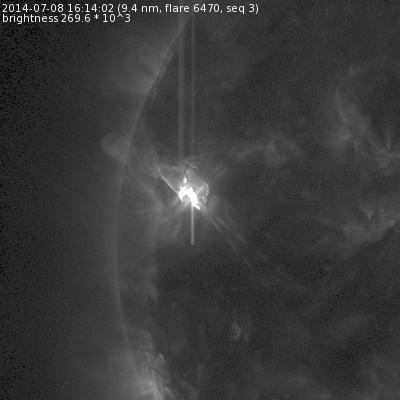 2014-07-08 16:14:02 (9.4 nm, flare 6470, seq 3)
brightness 269.6 * 10^3